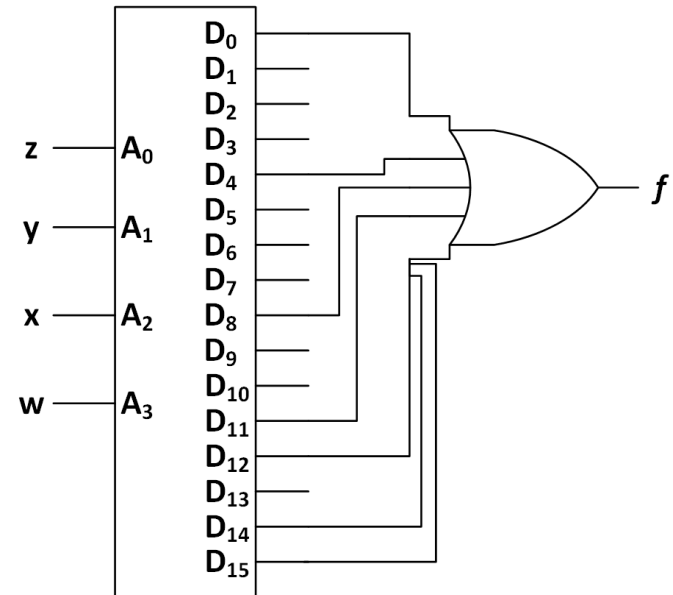 D₀
D₁
D₂
D₃
z A₀
D₄
D₅
y A₁
D₆
D₇
x A₂ D₈
D₉
D₁₀
w A₃
D₁₁
D₁₂
D₁₃
D₁₄
D₁₅
f